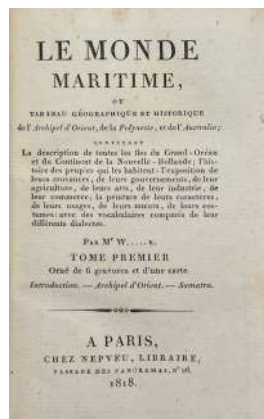 LE MONDE
MARITIME,
OU
TABLEAU GÉOGRAPHIQUE ET HISTORIQUE
de l'Archipel d'Orient, de la Polynésie, et de l'Australie;
CONTENANT
La description de toutes les îles du Grand-Océan
et du Continent de la Nouvelle-Hollande; l'his-
toire des peuples qui les habitent; l'exposition de
leurs croyances, de leurs gouvernements, de leur
agriculture, de leurs arts, de leur industrie, de
leur commerce; la peinture de leurs caractères,
de leurs usages, de leurs mœurs, de leurs cos-
tumes: avec des vocabulaires comparés de leur
différents dialectes.
PAR Mr W.....R.
TOME PREMIER
Orné de 6 gravures et d'une carte.
Introduction. — Archipel d'Orient. — Sumatra.
A PARIS,
CHEZ NEPVEU, LIBRAIRE,
PASSAGE DES PANORAMAS, N° 26.
1818.